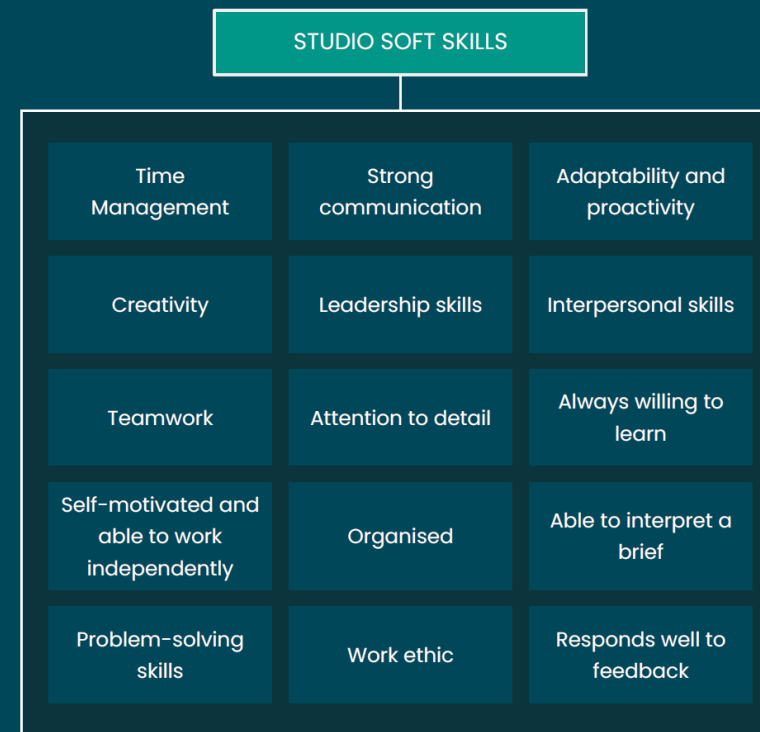 STUDIO SOFT SKILLS
Time
Management
Strong
communication
Adaptability and
proactivity
Creativity
Leadership skills
Interpersonal skills
Teamwork
Attention to detail
Always willing to
learn
Self-motivated and
able to work
independently
Organised
Able to interpret a
brief
Problem-solving
skills
Work ethic
Responds well to
feedback